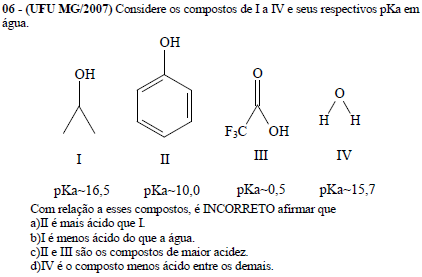 06 - (UFU MG/2007) Considere os compostos de I a IV e seus respectivos pKa em
água.
OH
OH
O
O
F₃C OH
H H
I II III IV
pKa~16,5 pKa~10,0 pKa~0,5 pKa~15,7
Com relação a esses compostos, é INCORRETO afirmar que
a)II é mais ácido que I.
b)I é menos ácido do que a água.
c)II e III são os compostos de maior acidez.
d)IV é o composto menos ácido entre os demais.